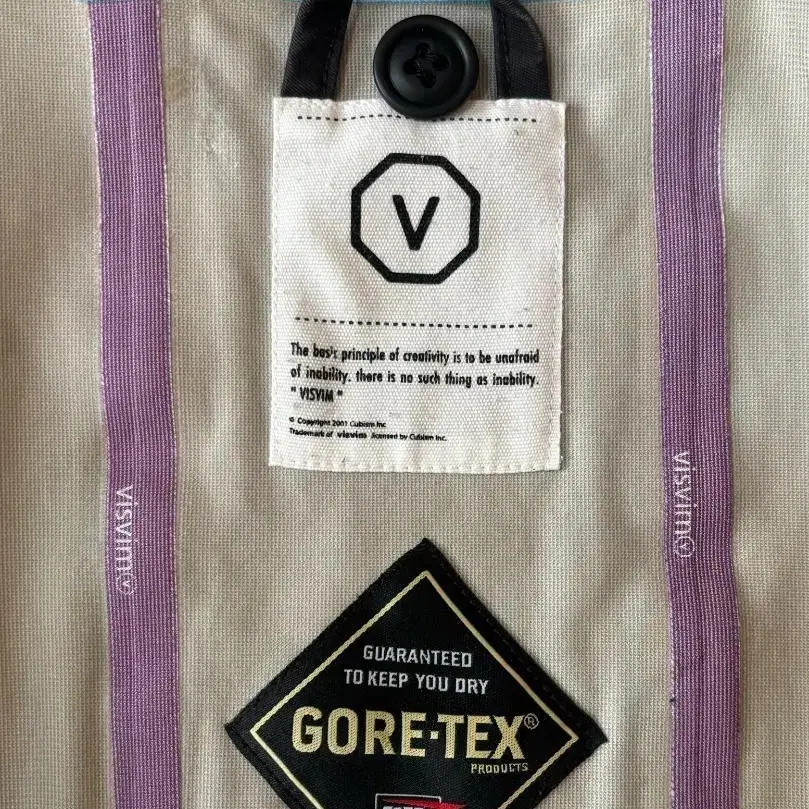 V
The basic principle of creativity is to be unafraid
of inability. there is no such thing as inability.
" VISVIM "
© Copyright 2001 Cubism Inc
Trademark of visvim licensed by Cubism Inc.
visvim V
visvim V
GUARANTEED
TO KEEP YOU DRY
GORE-TEX®
PRODUCTS